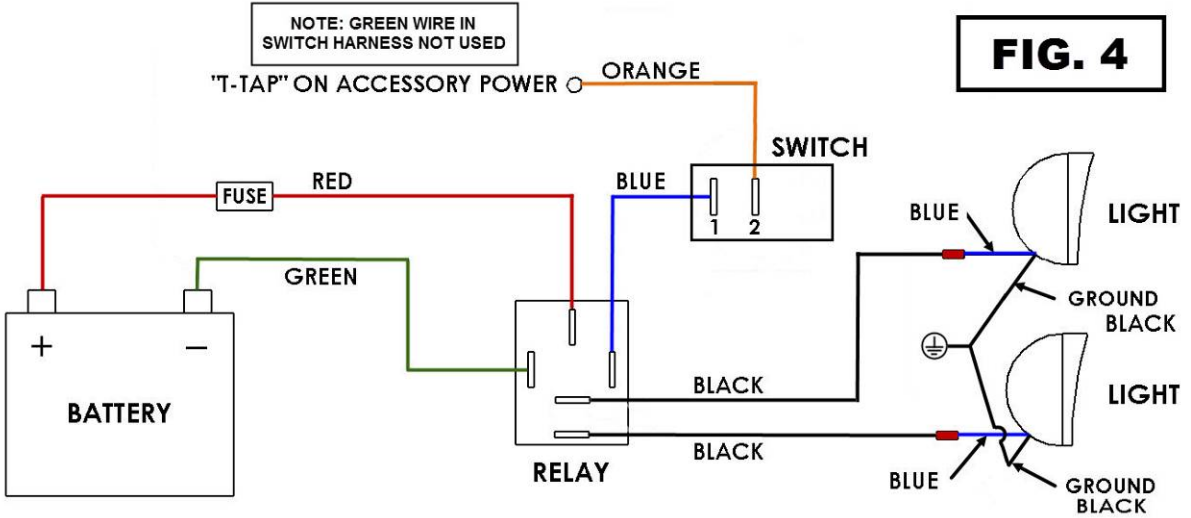 NOTE: GREEN WIRE IN
SWITCH HARNESS NOT USED
FIG. 4
"T-TAP" ON ACCESSORY POWER
ORANGE
SWITCH
1 2
FUSE
RED
BLUE
BLUE
LIGHT
GREEN
GROUND
BLACK
+ −
BATTERY
BLACK
LIGHT
BLACK
RELAY
BLUE
GROUND
BLACK